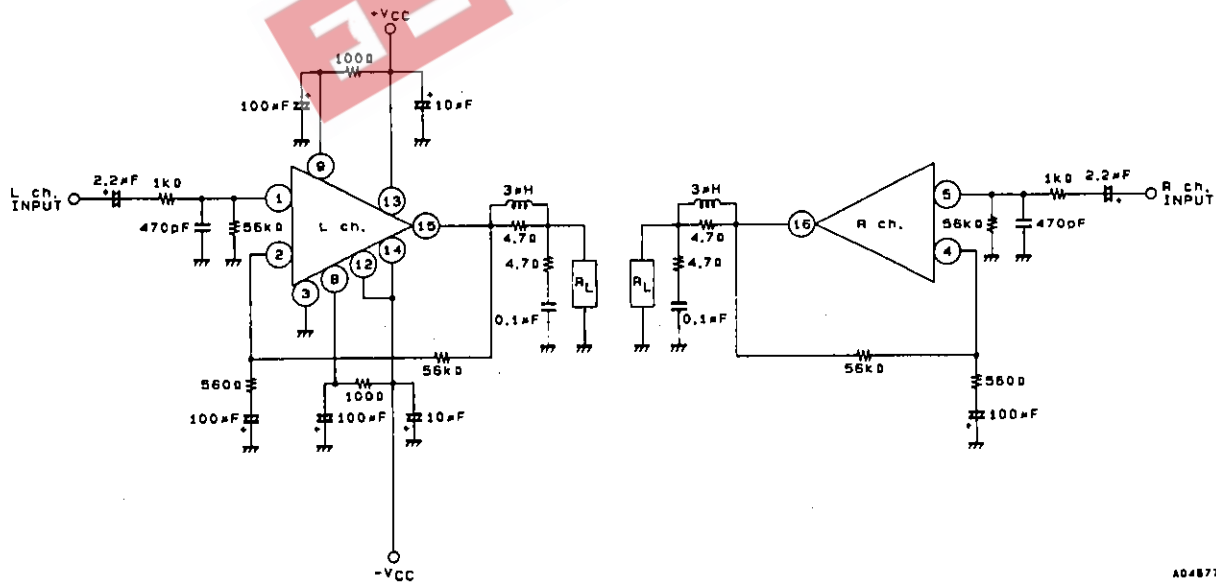 +VCC
100Ω
100µF
+
+
10µF
9
L ch.
INPUT
2.2µF
+
1kΩ
1
13
470pF
56kΩ
L ch.
15
2
14
12
8
3
3µH
4.7Ω
4.7Ω
RL
0.1µF
56kΩ
560Ω
100Ω
100µF
+
+
100µF
+
10µF
-VCC
3µH
4.7Ω
4.7Ω
RL
0.1µF
16
R ch.
5
1kΩ
2.2µF
+
R ch.
INPUT
56kΩ
470pF
4
56kΩ
560Ω
+
100µF